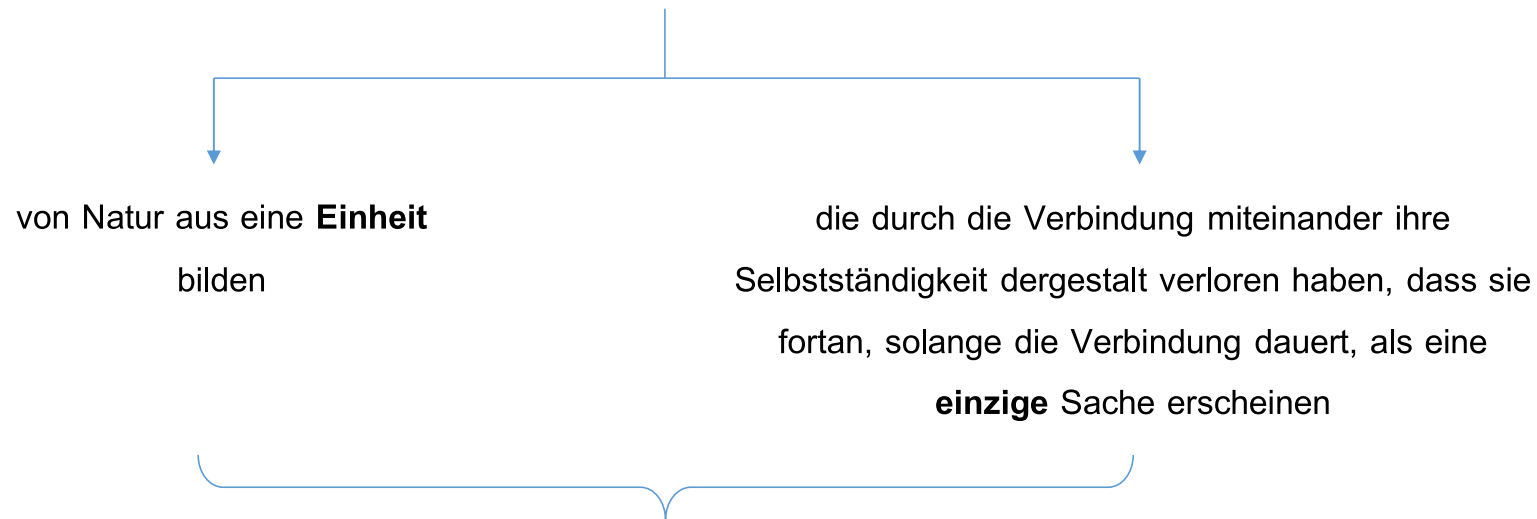 von Natur aus eine Einheit
bilden
die durch die Verbindung miteinander ihre
Selbstständigkeit dergestalt verloren haben, dass sie
fortan, solange die Verbindung dauert, als eine
einzige Sache erscheinen